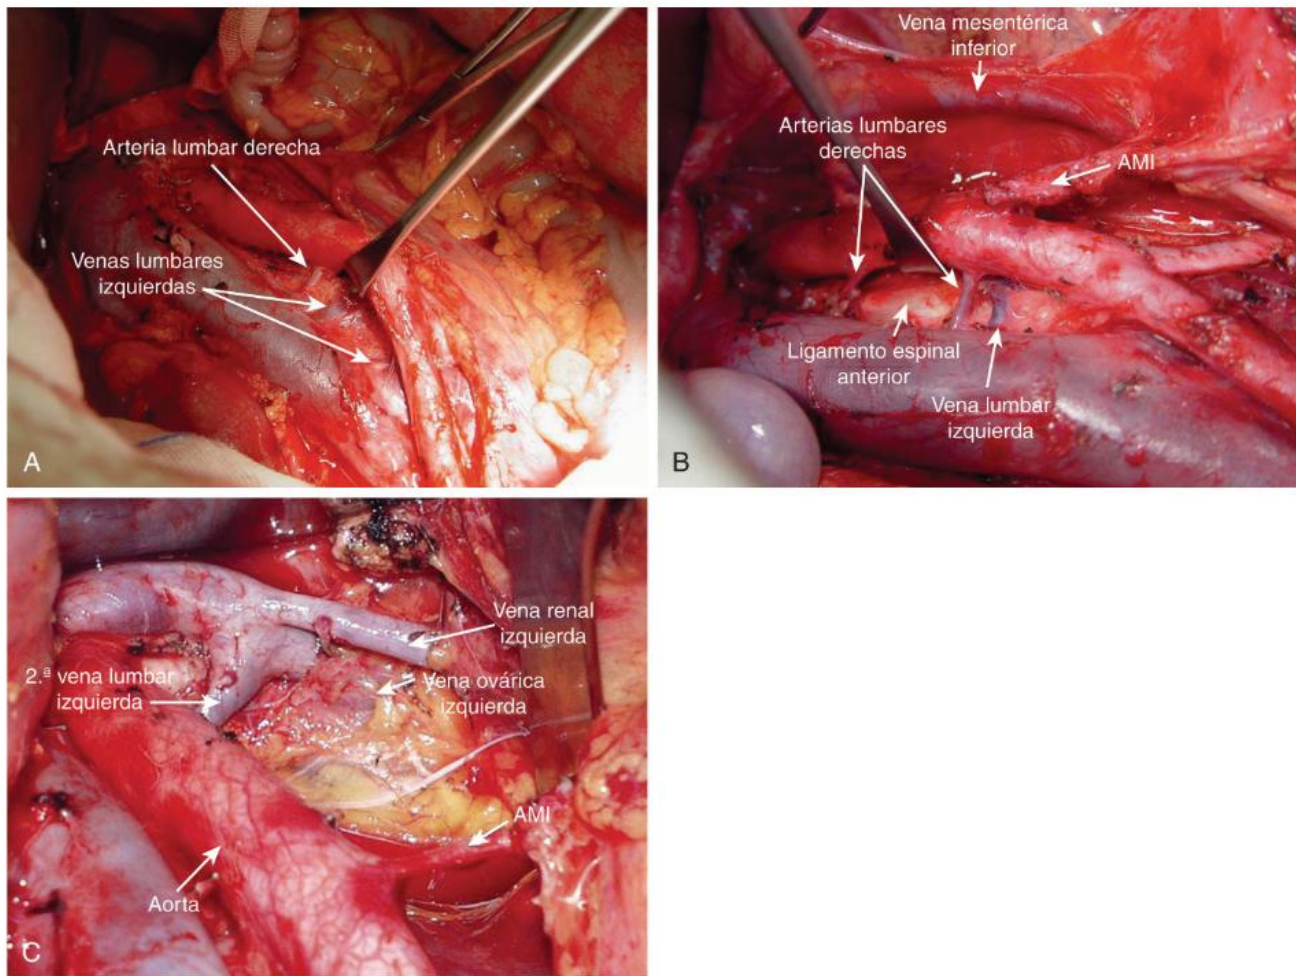 Arteria lumbar derecha
Venas lumbares
izquierdas
A
Vena mesentérica
inferior
Arterias lumbares
derechas
AMI
Ligamento espinal
anterior
Vena lumbar
izquierda
B
Vena renal
izquierda
2.ª vena lumbar
izquierda
Vena ovárica
izquierda
AMI
Aorta
C